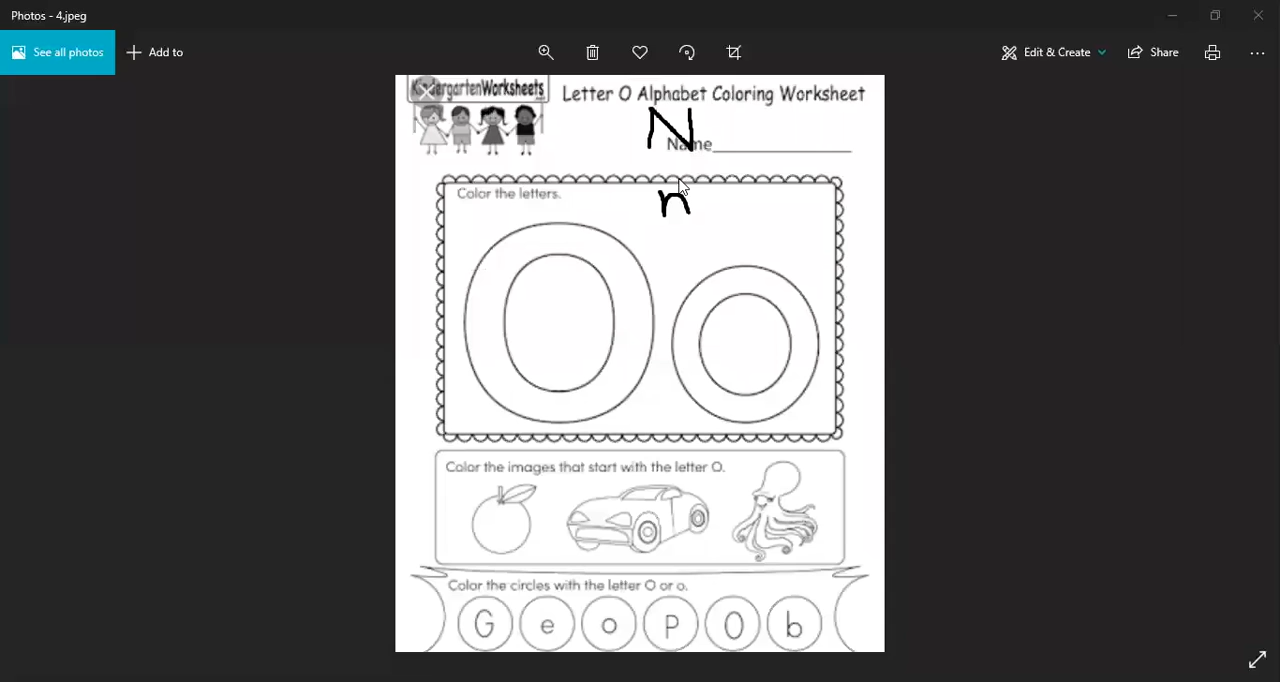 Photos - 4.jpeg
See all photos
Add to
Edit & Create
Share
KindergartenWorksheets
Letter O Alphabet Coloring Worksheet
N
Name
Color the letters.
n
O o
Color the images that start with the letter O.
Color the circles with the letter O or o.
G e o P O b